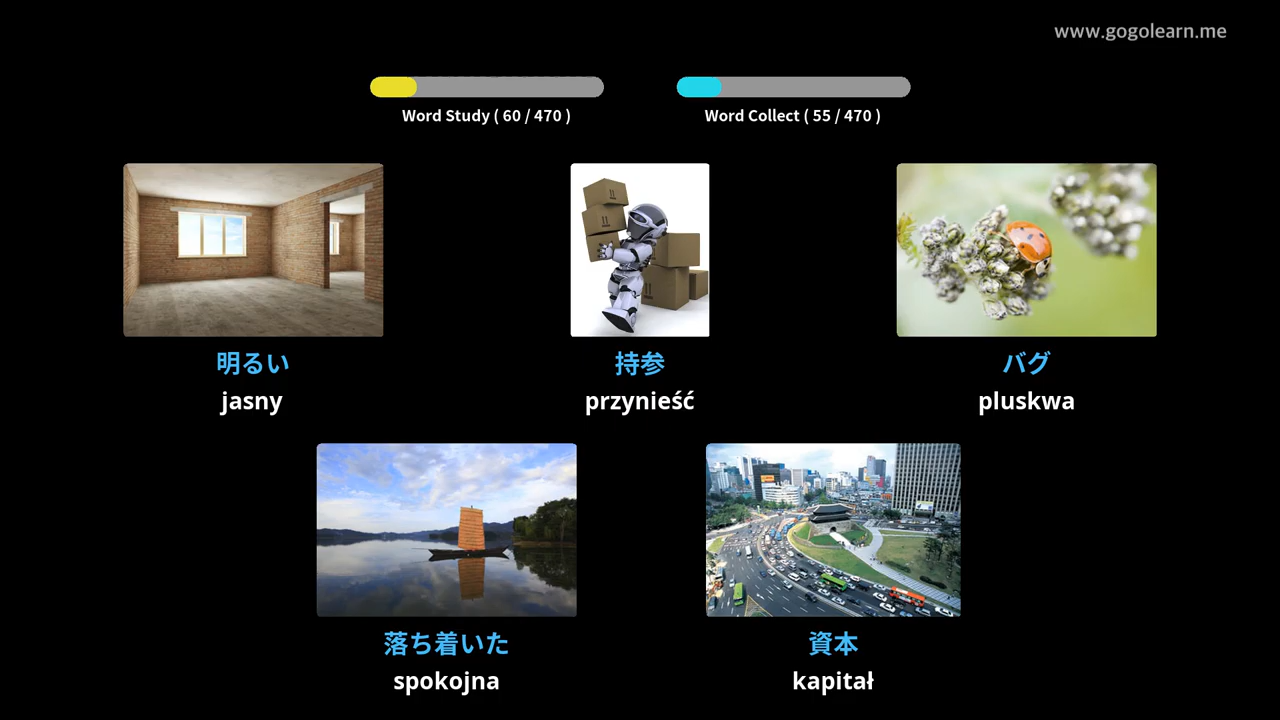 www.gogolearn.me
Word Study ( 60 / 470 )
Word Collect ( 55 / 470 )
明るい
jasny
持参
przynieść
バグ
pluskwa
落ち着いた
spokojna
資本
kapitał